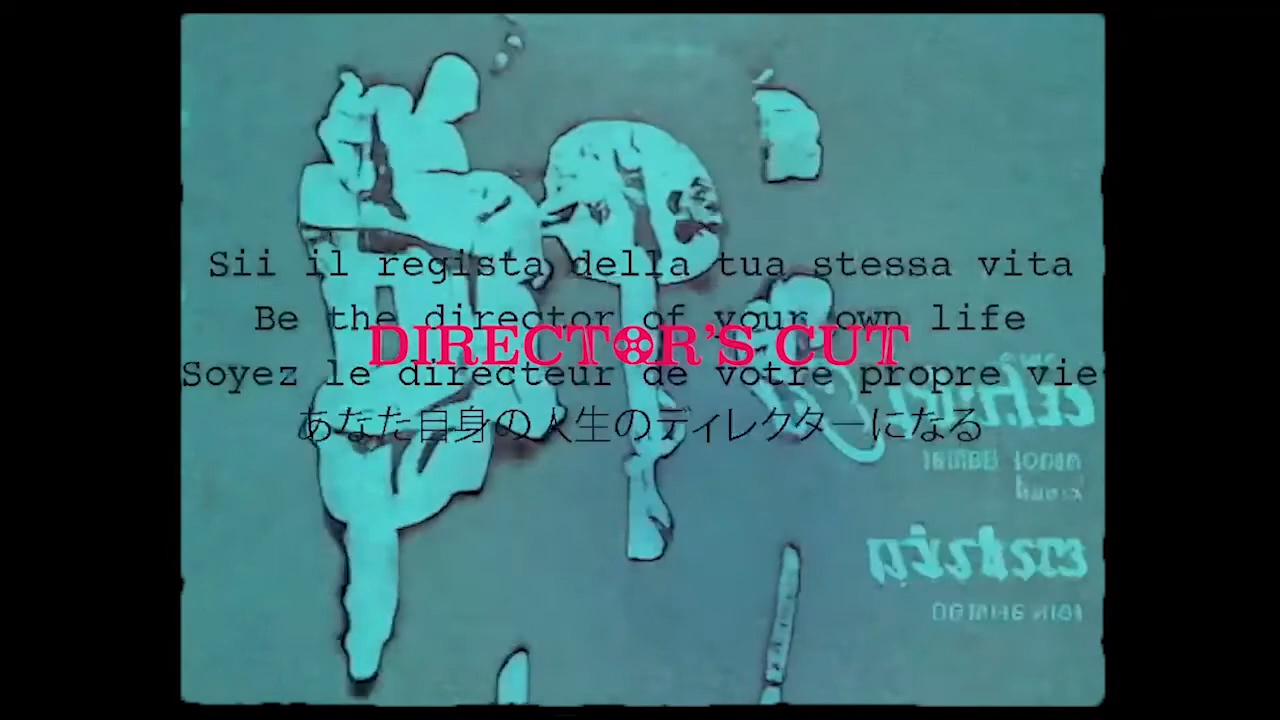 Sii il regista della tua stessa vita
Be the director of your own life
DIRECTOR'S CUT
Soyez le directeur de votre propre vie
あなた自身の人生のディレクターになる